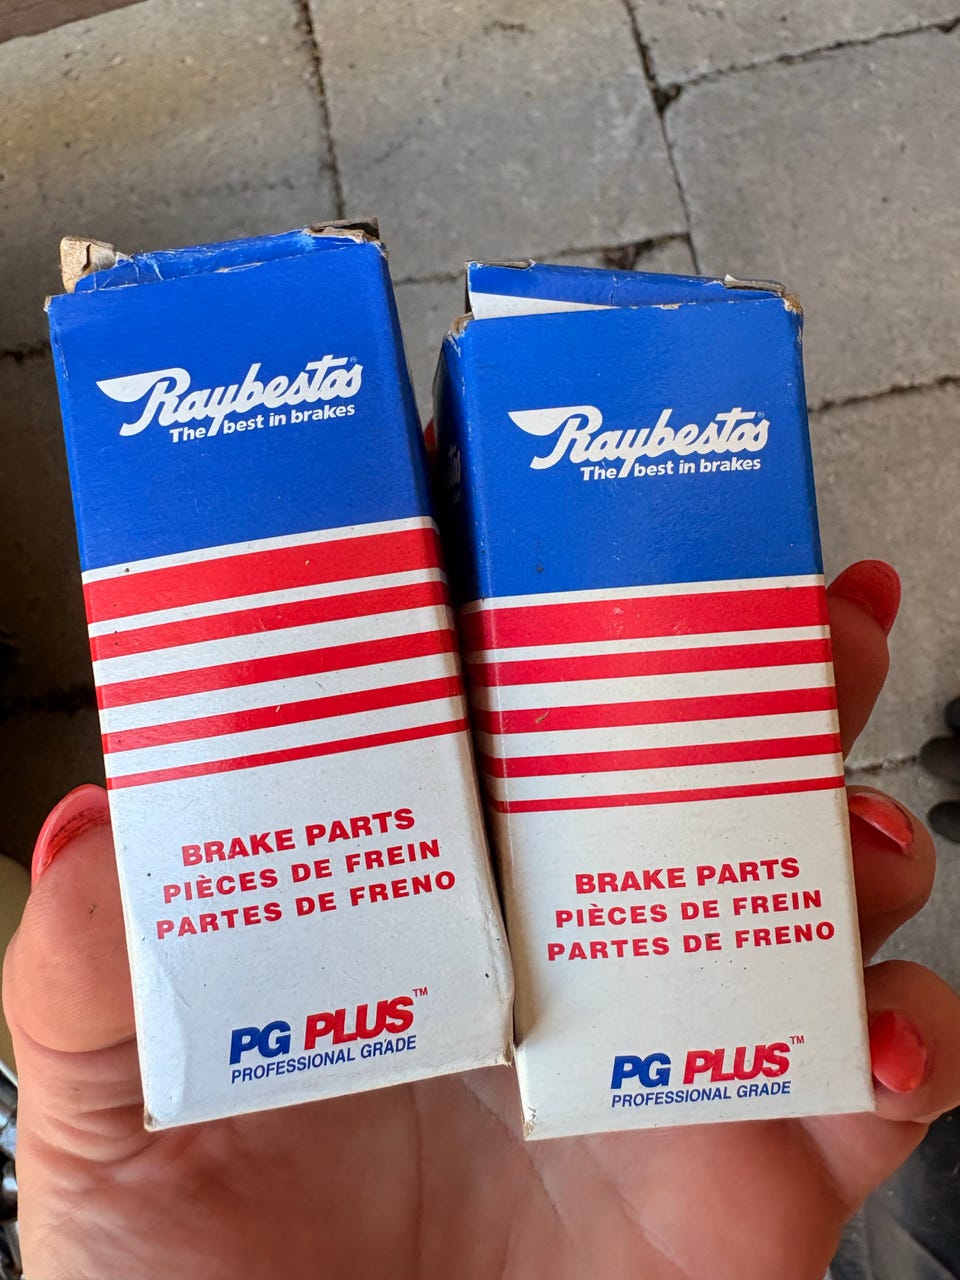 Raybestos®
The best in brakes
BRAKE PARTS
PIÈCES DE FREIN
PARTES DE FRENO
PG PLUS™
PROFESSIONAL GRADE
Raybestos®
The best in brakes
BRAKE PARTS
PIÈCES DE FREIN
PARTES DE FRENO
PG PLUS™
PROFESSIONAL GRADE